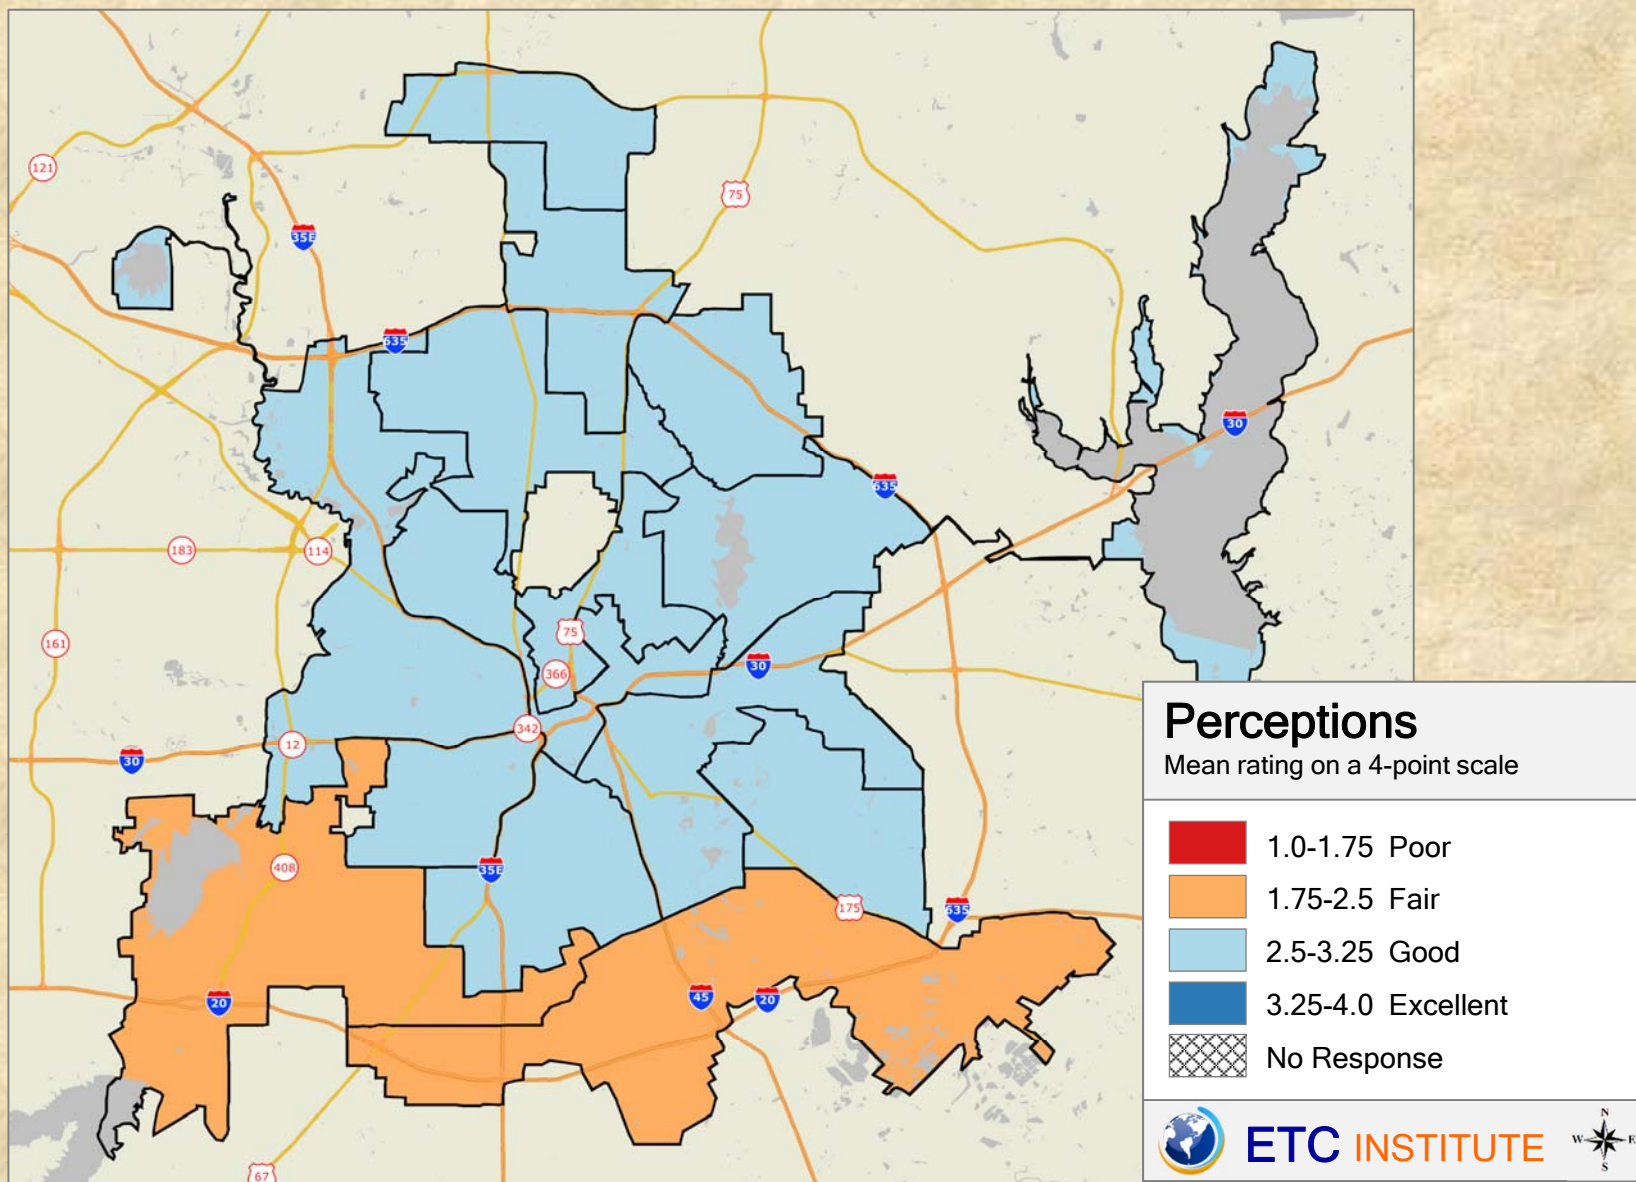 121
35E
75
635
30
635
183
114
161
75
366
30
342
12
30
408
35E
175
635
20
45
20
67
Perceptions
Mean rating on a 4-point scale
1.0-1.75 Poor
1.75-2.5 Fair
2.5-3.25 Good
3.25-4.0 Excellent
No Response
ETC INSTITUTE
N
W E
S